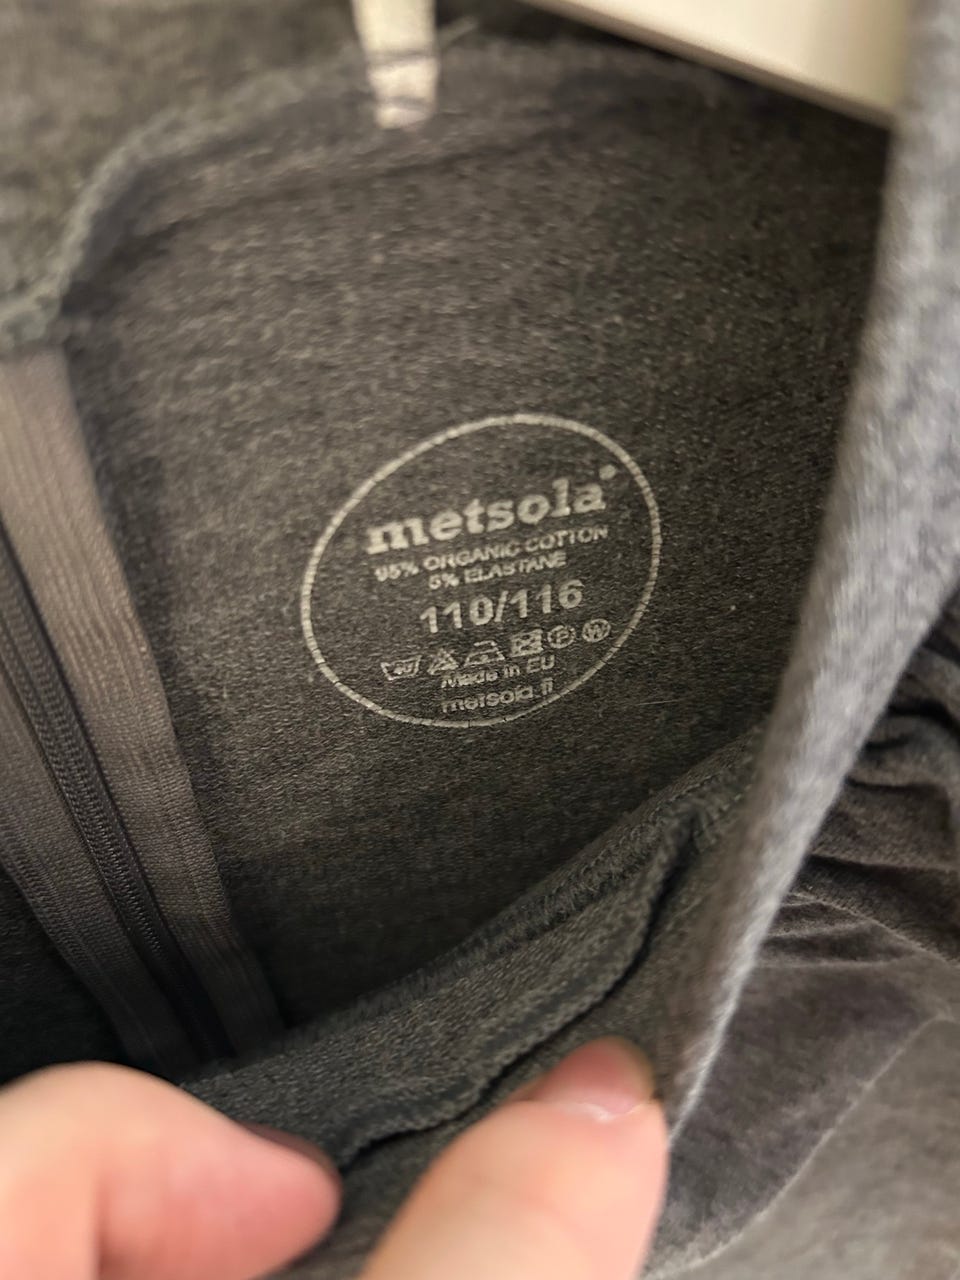 metsola
95% ORGANIC COTTON
5% ELASTANE
110/116
Made in EU
metsola.fi